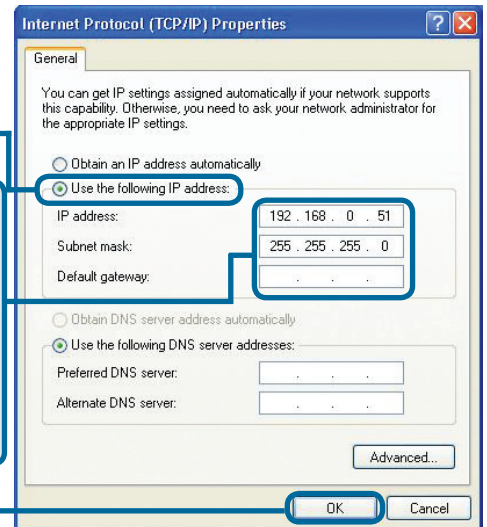 Internet Protocol (TCP/IP) Properties
General
You can get IP settings assigned automatically if your network supports
this capability. Otherwise, you need to ask your network administrator for
the appropriate IP settings.
Obtain an IP address automatically
Use the following IP address:
IP address: 192 . 168 . 0 . 51
Subnet mask: 255 . 255 . 255 . 0
Default gateway: . . .
Obtain DNS server address automatically
Use the following DNS server addresses:
Preferred DNS server: . . .
Alternate DNS server: . . .
Advanced...
OK Cancel